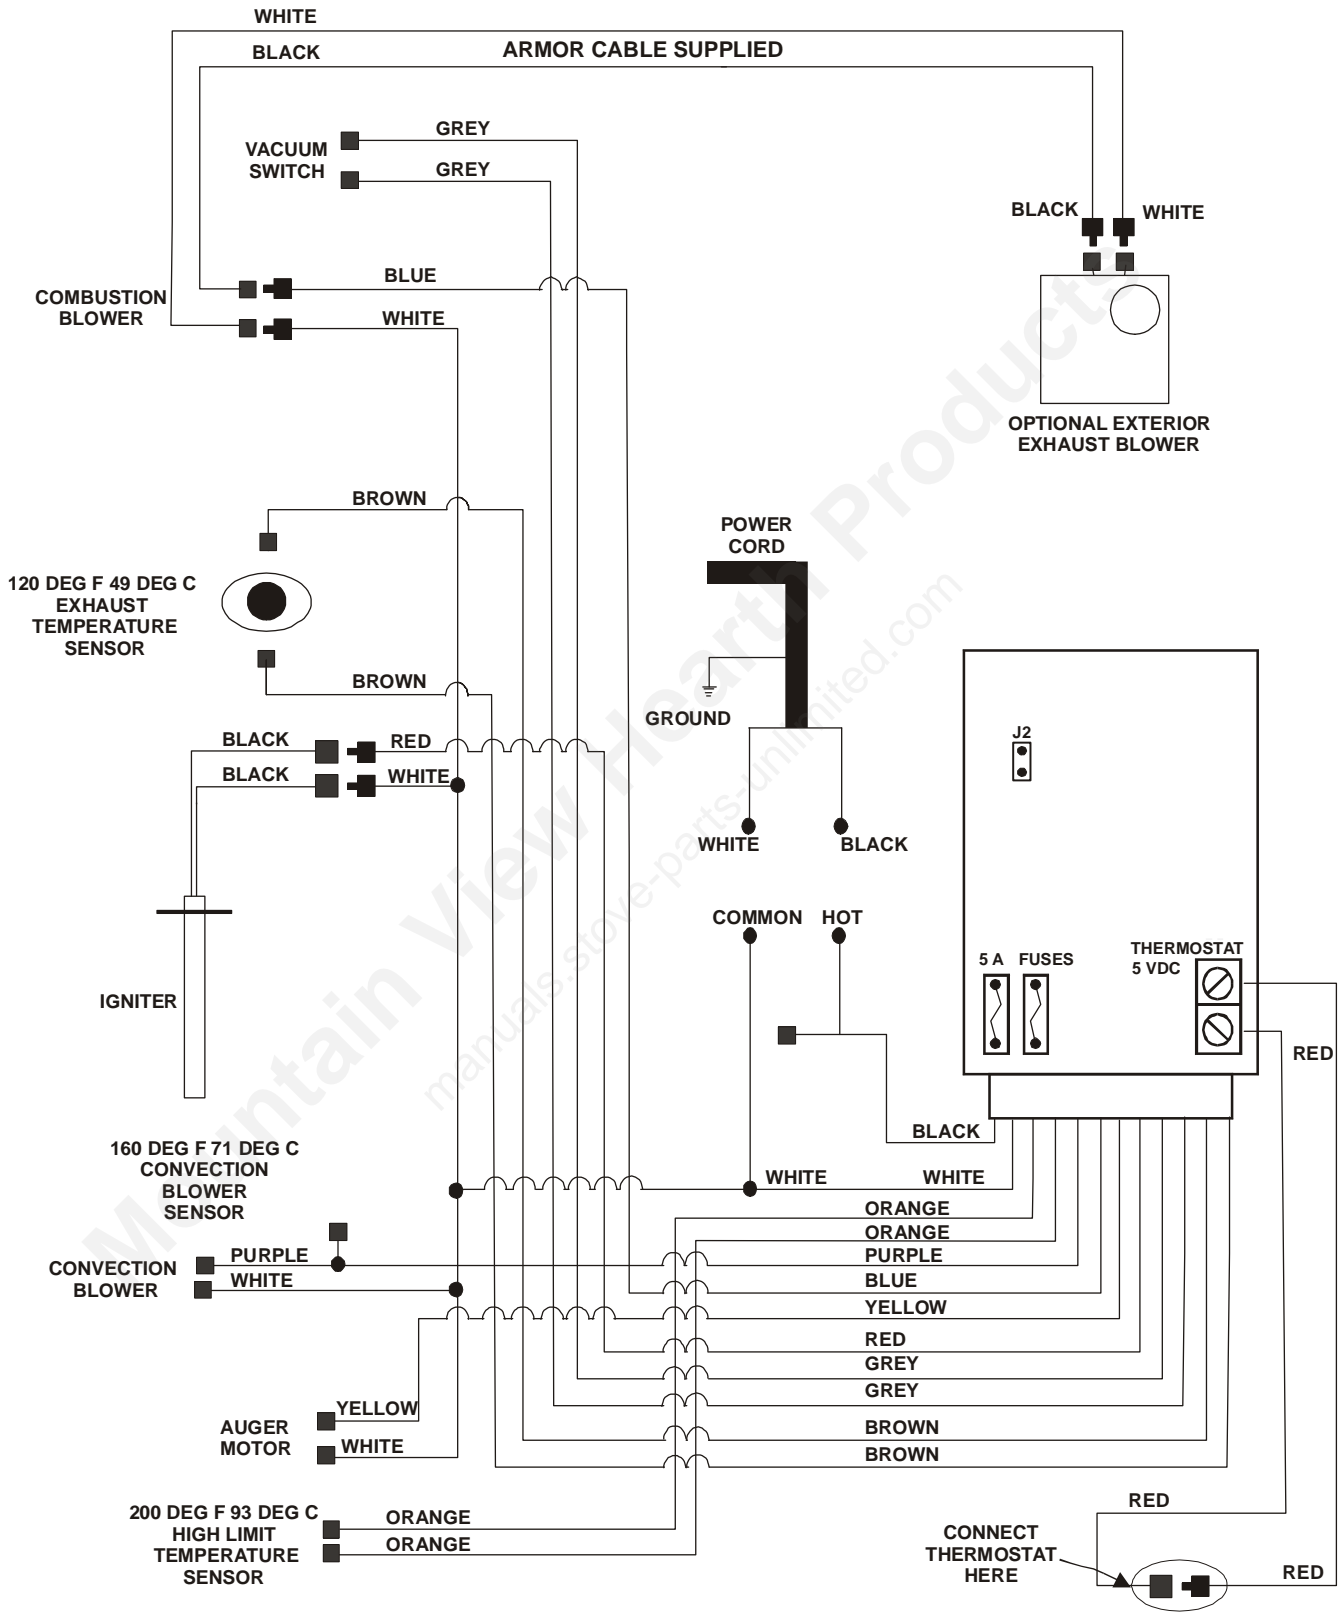 WHITE
BLACK
ARMOR CABLE SUPPLIED
GREY
VACUUM
SWITCH
GREY
BLACK
WHITE
BLUE
COMBUSTION
BLOWER
WHITE
OPTIONAL EXTERIOR
EXHAUST BLOWER
BROWN
POWER
CORD
120 DEG F 49 DEG C
EXHAUST
TEMPERATURE
SENSOR
BROWN
GROUND
BLACK
RED
BLACK
WHITE
J2
WHITE
BLACK
COMMON
HOT
5 A
FUSES
THERMOSTAT
5 VDC
IGNITER
RED
BLACK
160 DEG F 71 DEG C
CONVECTION
BLOWER
SENSOR
WHITE
WHITE
ORANGE
ORANGE
PURPLE
PURPLE
CONVECTION
BLOWER
WHITE
BLUE
YELLOW
RED
GREY
GREY
YELLOW
AUGER
MOTOR
WHITE
BROWN
BROWN
200 DEG F 93 DEG C
HIGH LIMIT
TEMPERATURE
SENSOR
ORANGE
ORANGE
RED
CONNECT
THERMOSTAT
HERE
RED
Mountain View Hearth Products
manuals.stove-parts-unlimited.com